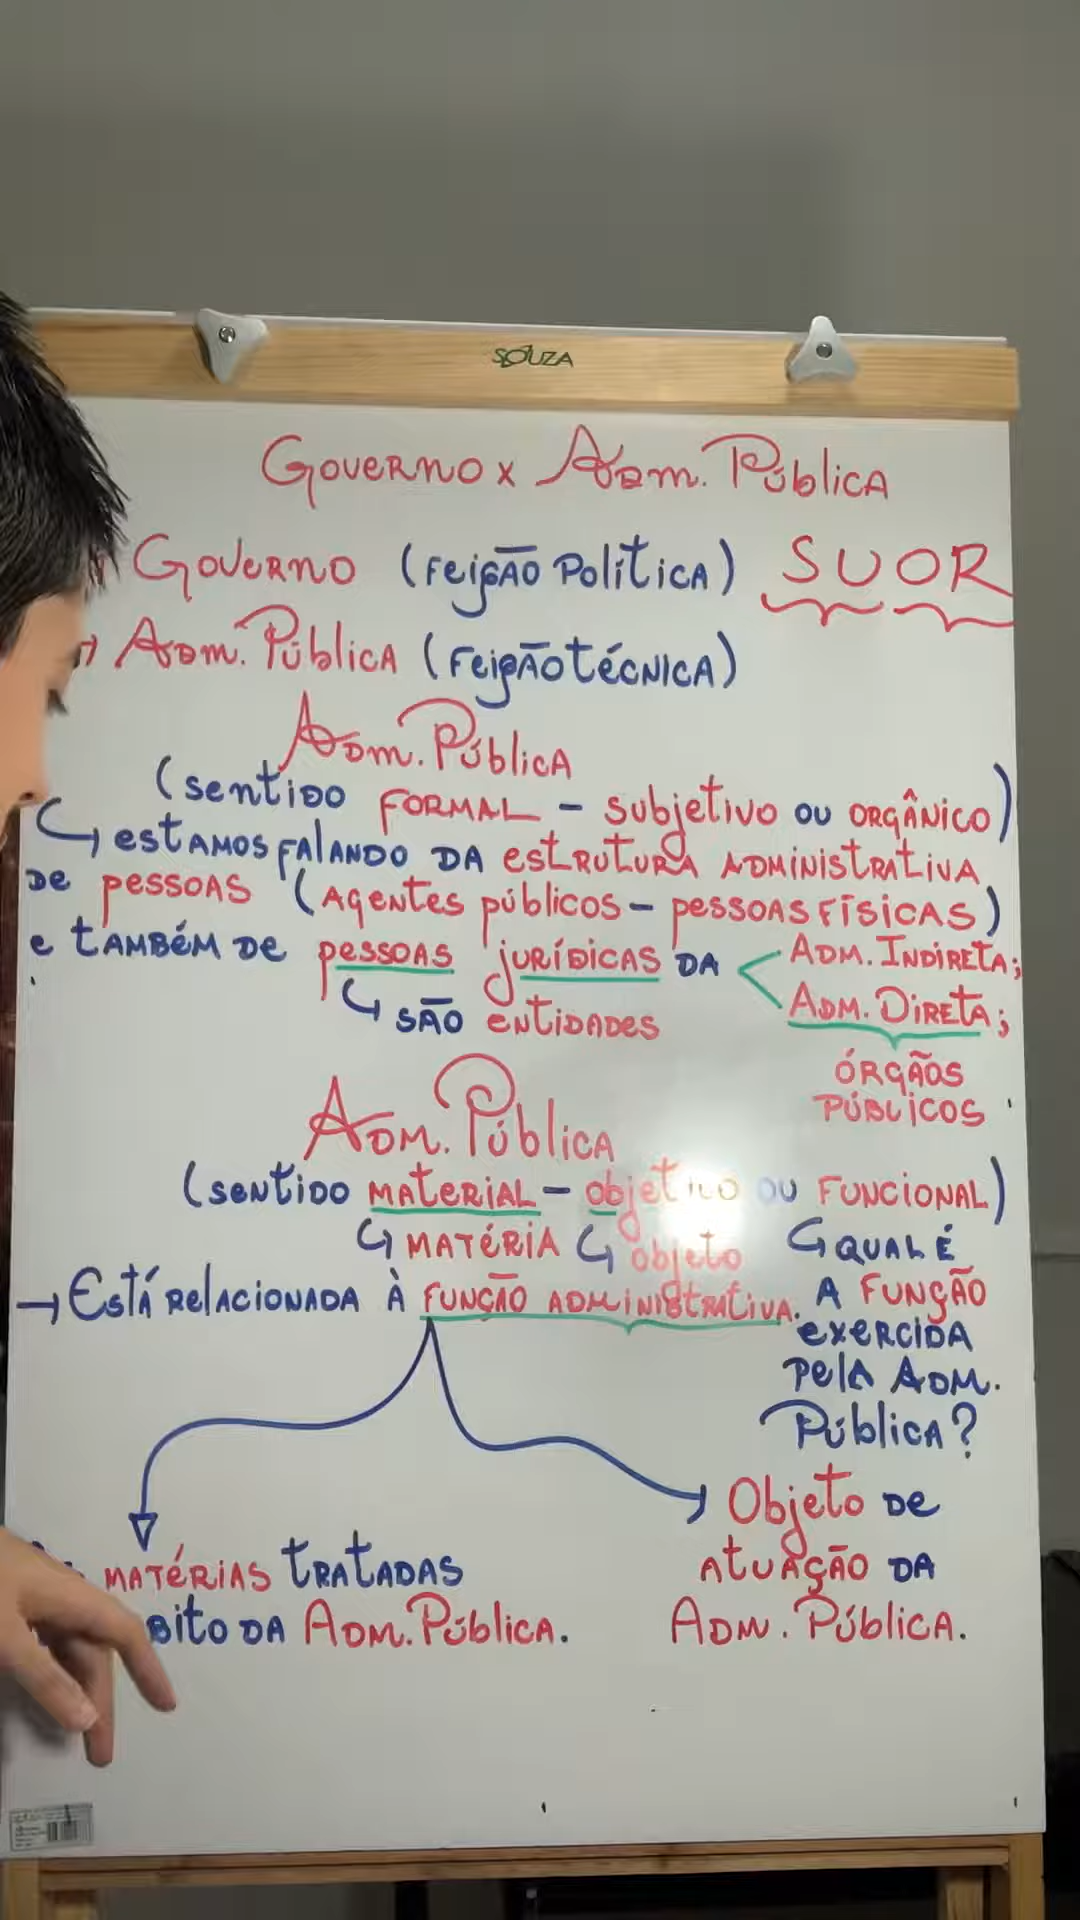 SOUZA
GOVERNO x ADM. PÚBLICA
GOVERNO (FEIÇÃO POLÍTICA) SUOR
→ ADM. PÚBLICA (FEIÇÃO TÉCNICA)
ADM. PÚBLICA
(SENTIDO FORMAL - SUBJETIVO OU ORGÂNICO)
↳ ESTAMOS FALANDO DA ESTRUTURA ADMINISTRATIVA
DE PESSOAS (AGENTES PÚBLICOS - PESSOAS FÍSICAS)
E TAMBÉM DE PESSOAS JURÍDICAS DA < ADM. INDIRETA;
ADM. DIRETA;
↳ SÃO ENTIDADES
ÓRGÃOS
PÚBLICOS
ADM. PÚBLICA
(SENTIDO MATERIAL - OBJETIVO OU FUNCIONAL)
↳ MATÉRIA ↳ OBJETO ↳ QUAL É
→ ESTÁ RELACIONADA À FUNÇÃO ADMINISTRATIVA. A FUNÇÃO
EXERCIDA
PELA ADM.
PÚBLICA?
MATÉRIAS TRATADAS
BITO DA ADM. PÚBLICA.
OBJETO DE
ATUAÇÃO DA
ADM. PÚBLICA.